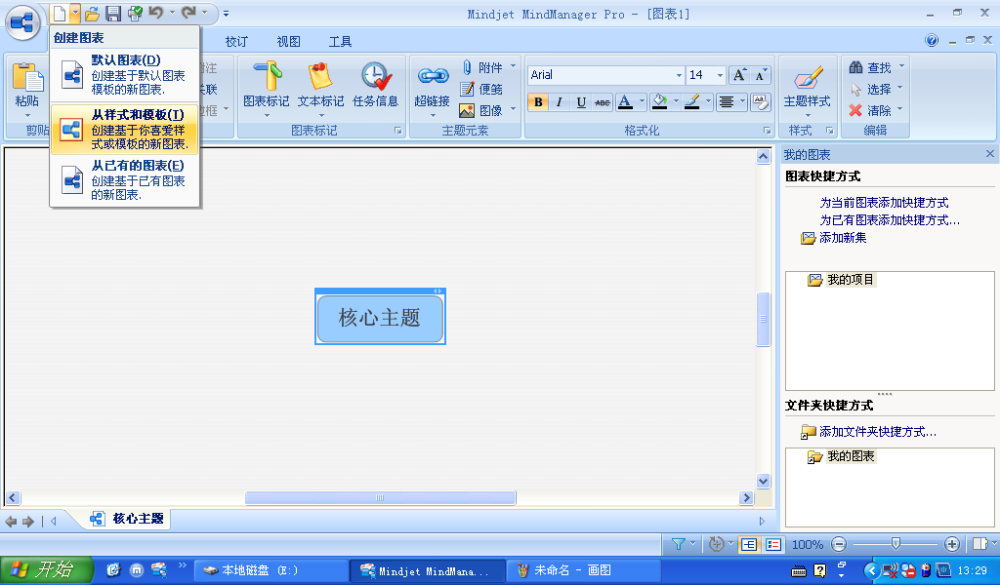 Mindjet MindManager Pro - [图表1]
创建图表
校订 视图 工具
默认图表(D)
创建基于默认图表
模板的新图表.
从样式和模板(T)
创建基于你喜爱样
式或模板的新图表.
从已有的图表(E)
创建基于已有图表
的新图表.
粘贴
剪贴
图表标记 文本标记 任务信息
图表标记
超链接
附件
便笺
图像
主题元素
Arial 14
B I U ABC A
格式化
主题样式
样式
查找
选择
清除
编辑
核心主题
我的图表
图表快捷方式
为当前图表添加快捷方式
为已有图表添加快捷方式...
添加新集
我的项目
文件夹快捷方式
添加文件夹快捷方式...
我的图表
核心主题
100%
开始
本地磁盘 (E:)
Mindjet MindMana...
未命名 - 画图
13:29